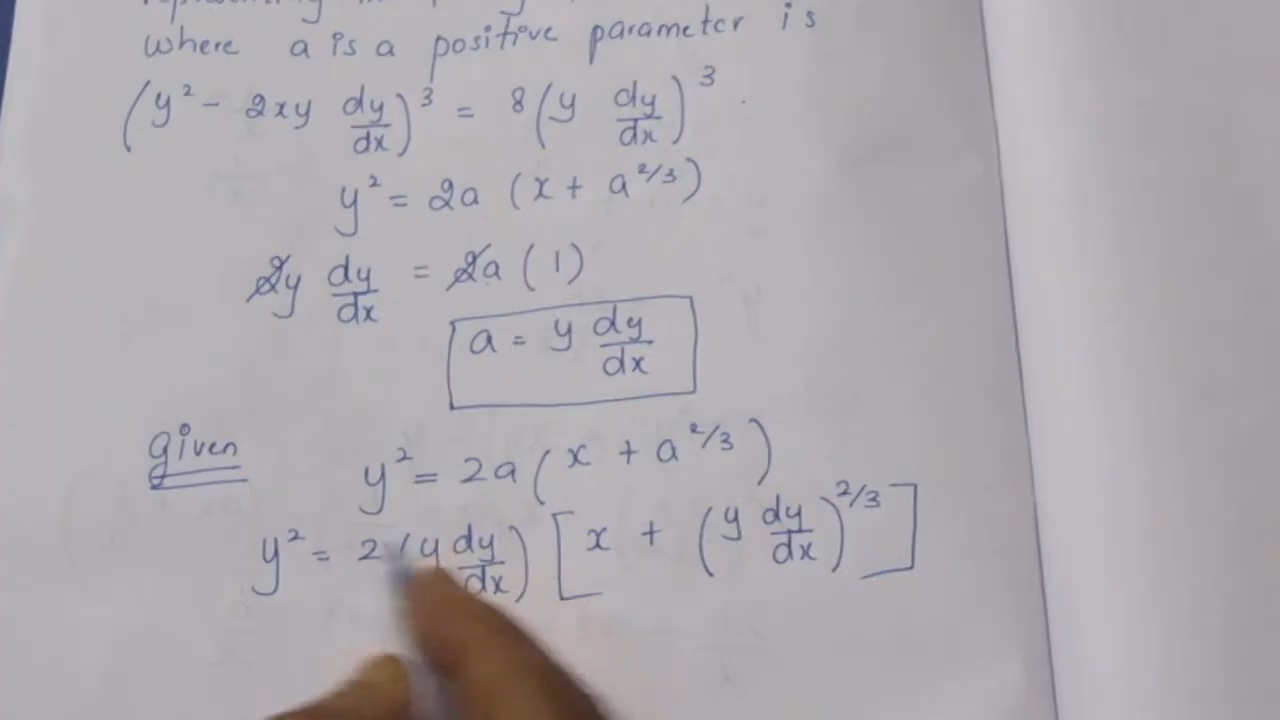 where a is a positive parameter is
(y² - 2xy dy/dx)³ = 8(y dy/dx)³.
y² = 2a (x + a^2/3)
2y dy/dx = 2a (1)
a = y dy/dx
given
y² = 2a(x + a^2/3)
y² = 2(y dy/dx) [x + (y dy/dx)^2/3]